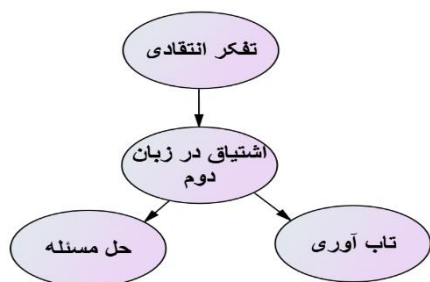 تفکر انتقادی
اشتیاق در زبان
دوم
تاب آوری
حل مسئله